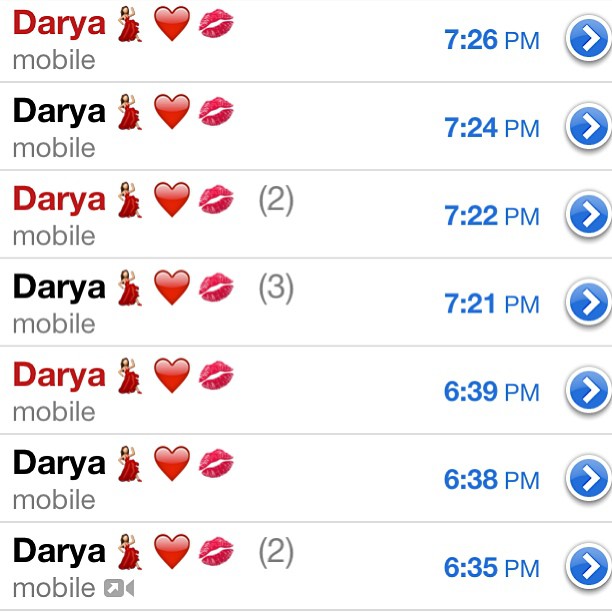 Darya 💃❤️💋 7:26 PM
mobile
Darya 💃❤️💋 7:24 PM
mobile
Darya 💃❤️💋 (2) 7:22 PM
mobile
Darya 💃❤️💋 (3) 7:21 PM
mobile
Darya 💃❤️💋 6:39 PM
mobile
Darya 💃❤️💋 6:38 PM
mobile
Darya 💃❤️💋 (2) 6:35 PM
mobile